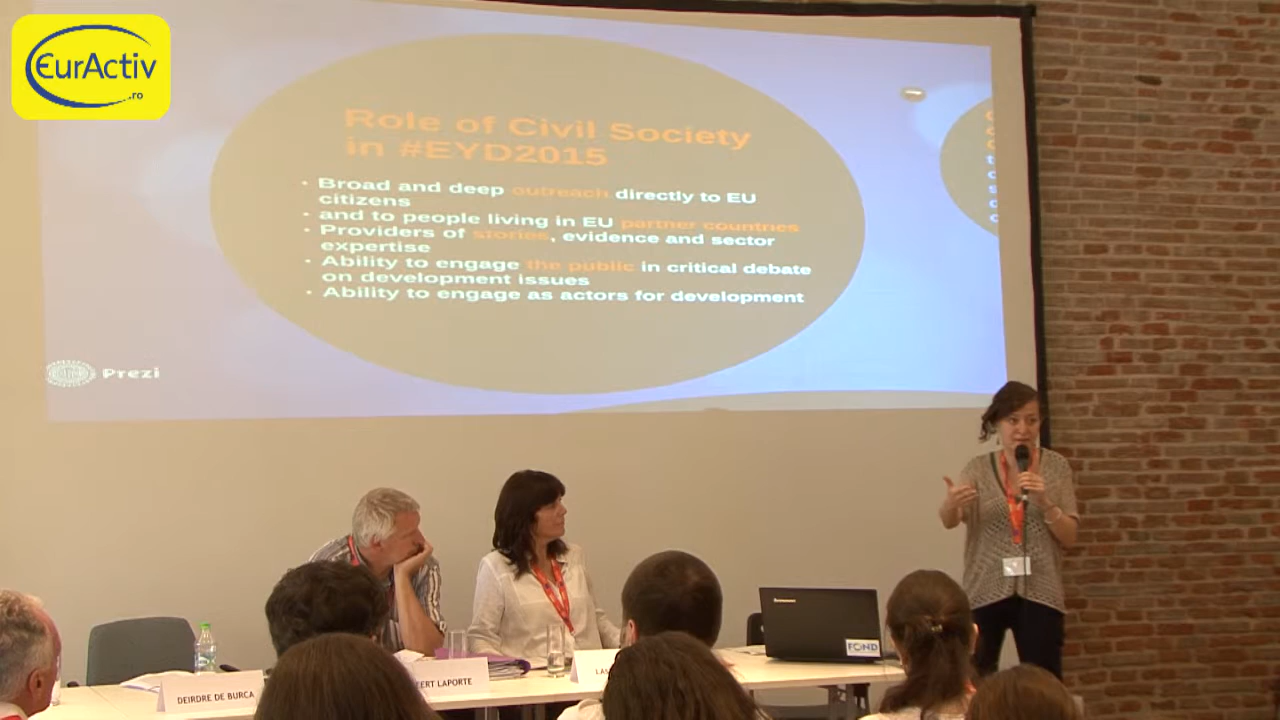 EurActiv
.ro
Role of Civil Society
in #EYD2015
• Broad and deep outreach directly to EU
citizens
• and to people living in EU partner countries
• Providers of stories, evidence and sector
expertise
• Ability to engage the public in critical debate
on development issues
• Ability to engage as actors for development
Prezi
FOND
DEIRDRE DE BURCA
LAPORTE